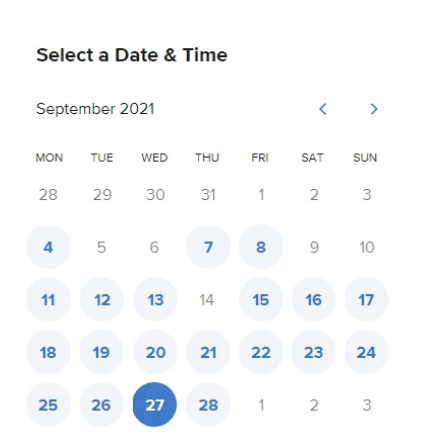 Select a Date & Time
September 2021
MON TUE WED THU FRI SAT SUN
28 29 30 31 1 2 3
4 5 6 7 8 9 10
11 12 13 14 15 16 17
18 19 20 21 22 23 24
25 26 27 28 1 2 3